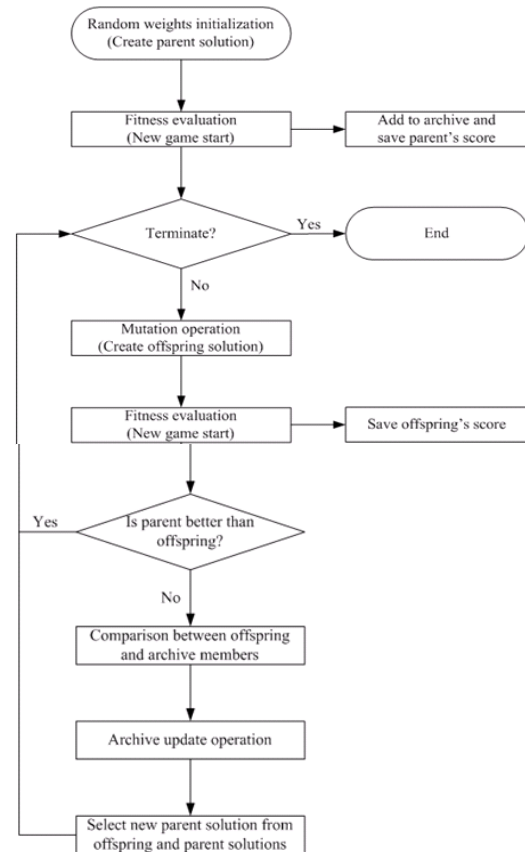 Random weights initialization
(Create parent solution)
Fitness evaluation
(New game start)
Add to archive and
save parent's score
Terminate?
Yes
End
No
Mutation operation
(Create offspring solution)
Fitness evaluation
(New game start)
Save offspring's score
Yes
Is parent better than
offspring?
No
Comparison between offspring
and archive members
Archive update operation
Select new parent solution from
offspring and parent solutions